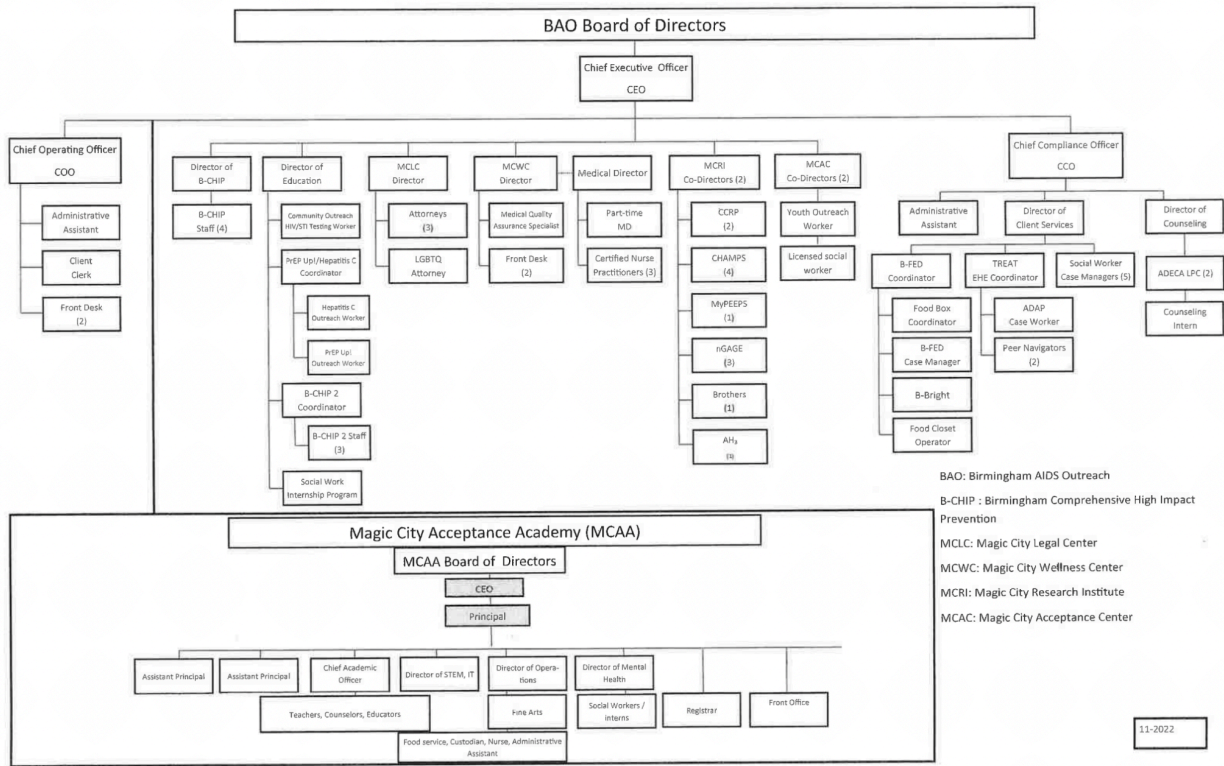 BAO Board of Directors
Chief Executive Officer
CEO
Chief Operating Officer
COO
Administrative
Assistant
Client
Clerk
Front Desk
(2)
Director of
B-CHIP
B-CHIP
Staff (4)
Director of
Education
Community Outreach
HIV/STI Testing Worker
PrEP Up!/Hepatitis C
Coordinator
Hepatitis C
Outreach Worker
PrEP Up!
Outreach Worker
B-CHIP 2
Coordinator
B-CHIP 2 Staff
(3)
Social Work
Internship Program
MCLC
Director
Attorneys
(3)
LGBTQ
Attorney
MCWC
Director
Medical Quality
Assurance Specialist
Front Desk
(2)
Medical Director
Part-time
MD
Certified Nurse
Practitioners (3)
MCRI
Co-Directors (2)
CCRP
(2)
CHAMPS
(4)
MyPEEPS
(1)
nGAGE
(3)
Brothers
(1)
AH₂
MCAC
Co-Directors (2)
Youth Outreach
Worker
Licensed social
worker
Chief Compliance Officer
CCO
Administrative
Assistant
Director of
Client Services
B-FED
Coordinator
Food Box
Coordinator
B-FED
Case Manager
B-Bright
Food Closet
Operator
TREAT
EHE Coordinator
ADAP
Case Worker
Peer Navigators
(2)
Social Worker
Case Managers (5)
Director of
Counseling
ADECA LPC (2)
Counseling
Intern
BAO: Birmingham AIDS Outreach
B-CHIP : Birmingham Comprehensive High Impact
Prevention
MCLC: Magic City Legal Center
MCWC: Magic City Wellness Center
MCRI: Magic City Research Institute
MCAC: Magic City Acceptance Center
Magic City Acceptance Academy (MCAA)
MCAA Board of Directors
CEO
Principal
Assistant Principal
Assistant Principal
Chief Academic
Officer
Director of STEM, IT
Director of Opera-
tions
Director of Mental
Health
Registrar
Front Office
Teachers, Counselors, Educators
Fine Arts
Social Workers /
interns
Food service, Custodian, Nurse, Administrative
Assistant
11-2022